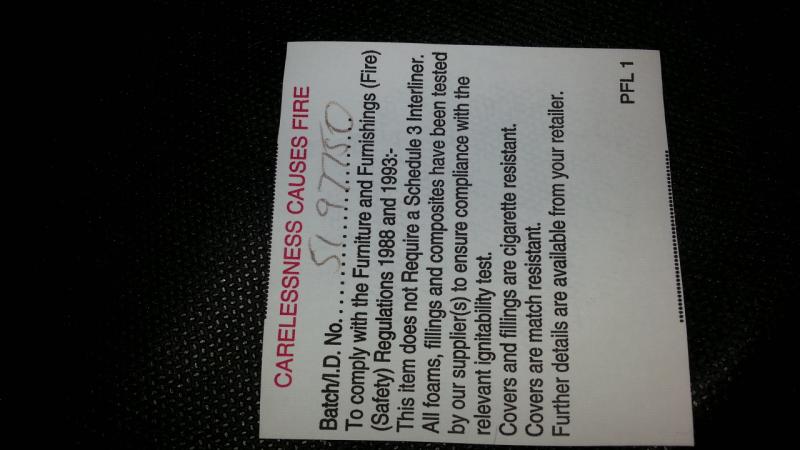 CARELESSNESS CAUSES FIRE
Batch/I.D. No. 5197750
To comply with the Furniture and Furnishings (Fire)
(Safety) Regulations 1988 and 1993:-
This item does not Require a Schedule 3 Interliner.
All foams, fillings and composites have been tested
by our supplier(s) to ensure compliance with the
relevant ignitability test.
Covers and fillings are cigarette resistant.
Covers are match resistant.
Further details are available from your retailer.
PFL 1